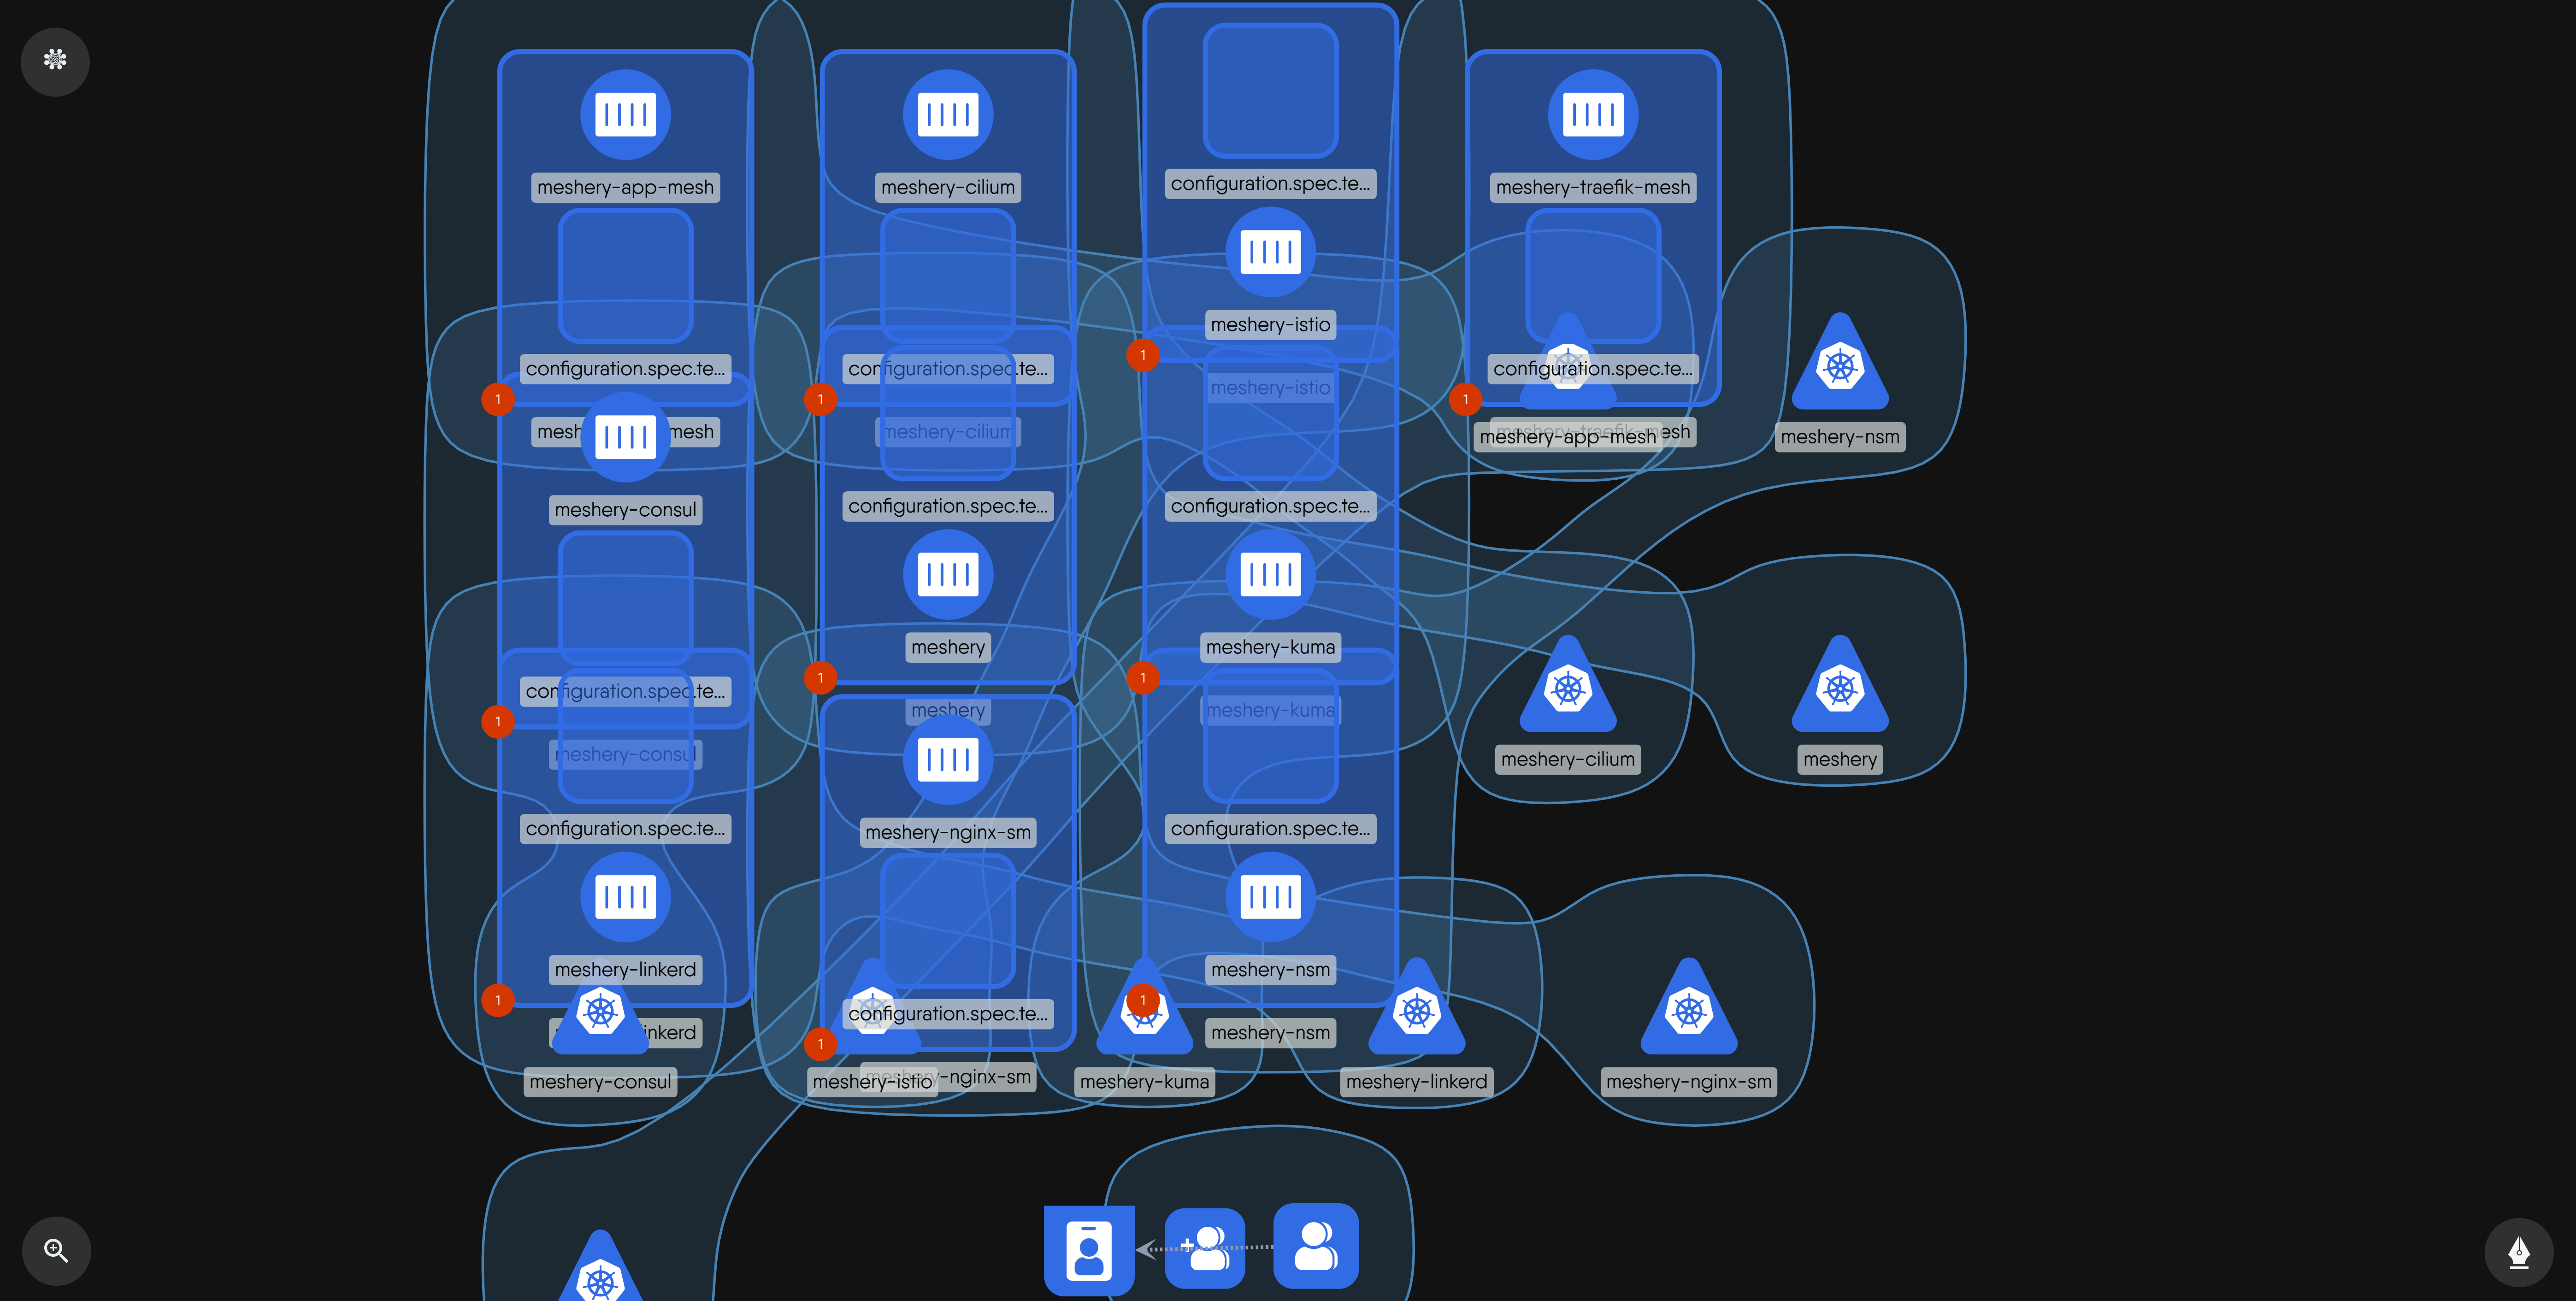 meshery-app-mesh
meshery-cilium
configuration.spec.te...
meshery-traefik-mesh
meshery-istio
configuration.spec.te...
configuration.spec.te...
meshery-istio
configuration.spec.te...
1
1
1
1
mesh
mesh
meshery-cilium
meshery-app-mesh
esh
meshery-nsm
meshery-consul
configuration.spec.te...
configuration.spec.te...
meshery
meshery-kuma
configuration.spec.te...
1
1
1
meshery
meshery-kuma
meshery-consul
meshery-cilium
meshery
configuration.spec.te...
meshery-nginx-sm
configuration.spec.te...
meshery-linkerd
meshery-nsm
1
1
configuration.spec.te...
inkerd
meshery-nsm
1
meshery-consul
meshery-istio
-nginx-sm
meshery-kuma
meshery-linkerd
meshery-nginx-sm